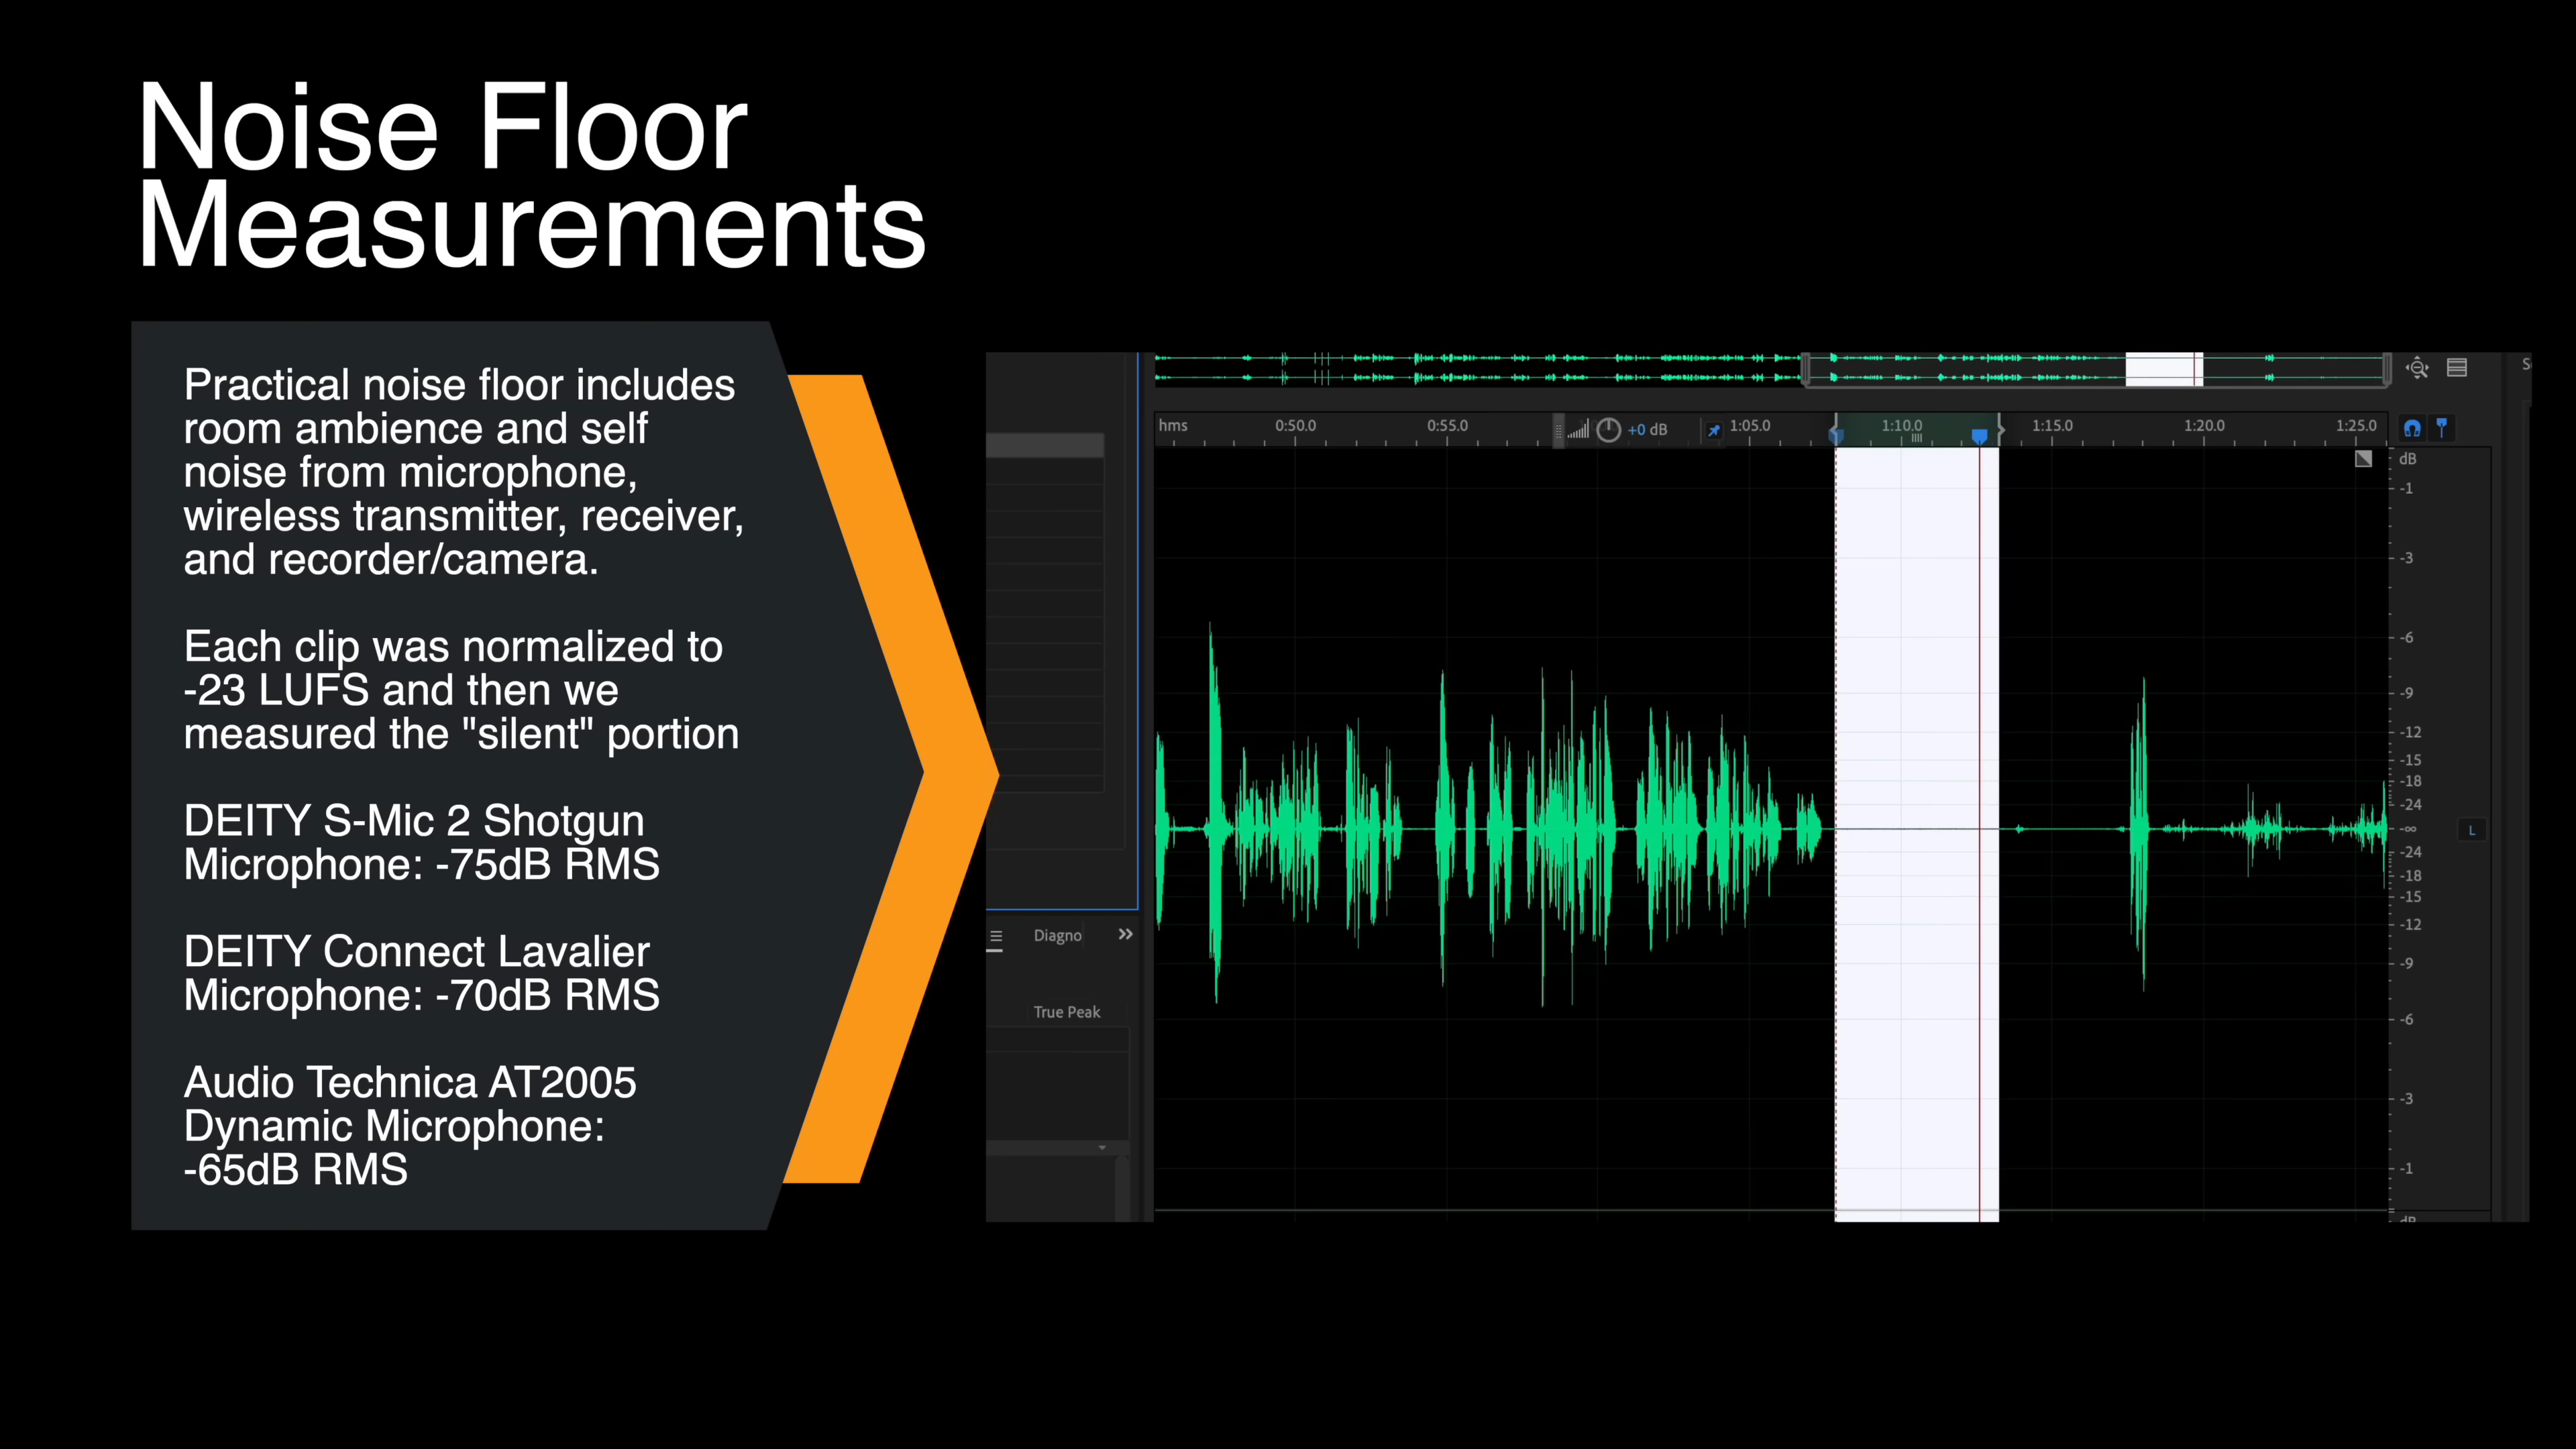 Noise Floor
Measurements
Practical noise floor includes
room ambience and self
noise from microphone,
wireless transmitter, receiver,
and recorder/camera.
Each clip was normalized to
-23 LUFS and then we
measured the "silent" portion
DEITY S-Mic 2 Shotgun
Microphone: -75dB RMS
DEITY Connect Lavalier
Microphone: -70dB RMS
Audio Technica AT2005
Dynamic Microphone:
-65dB RMS
hms 0:50.0 0:55.0 +0 dB 1:05.0 1:10.0 1:15.0 1:20.0 1:25.0
dB
-1
-3
-6
-9
-12
-15
-18
-24
-∞
-24
-18
-15
-12
-9
-6
-3
-1
L
Diagno
True Peak